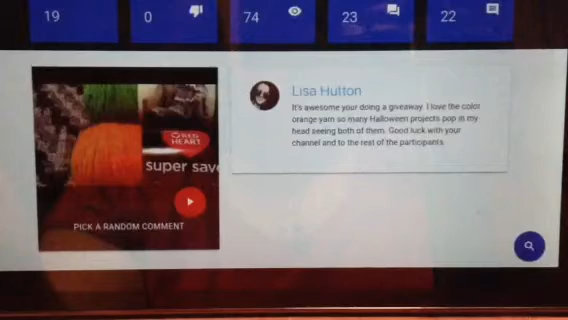 19
0
74
23
22
Lisa Hutton
It's awesome your doing a giveaway. I love the color
orange yarn so many Halloween projects pop in my
head seeing both of them. Good luck with your
channel and to the rest of the participants.
RED
HEART
super save
PICK A RANDOM COMMENT